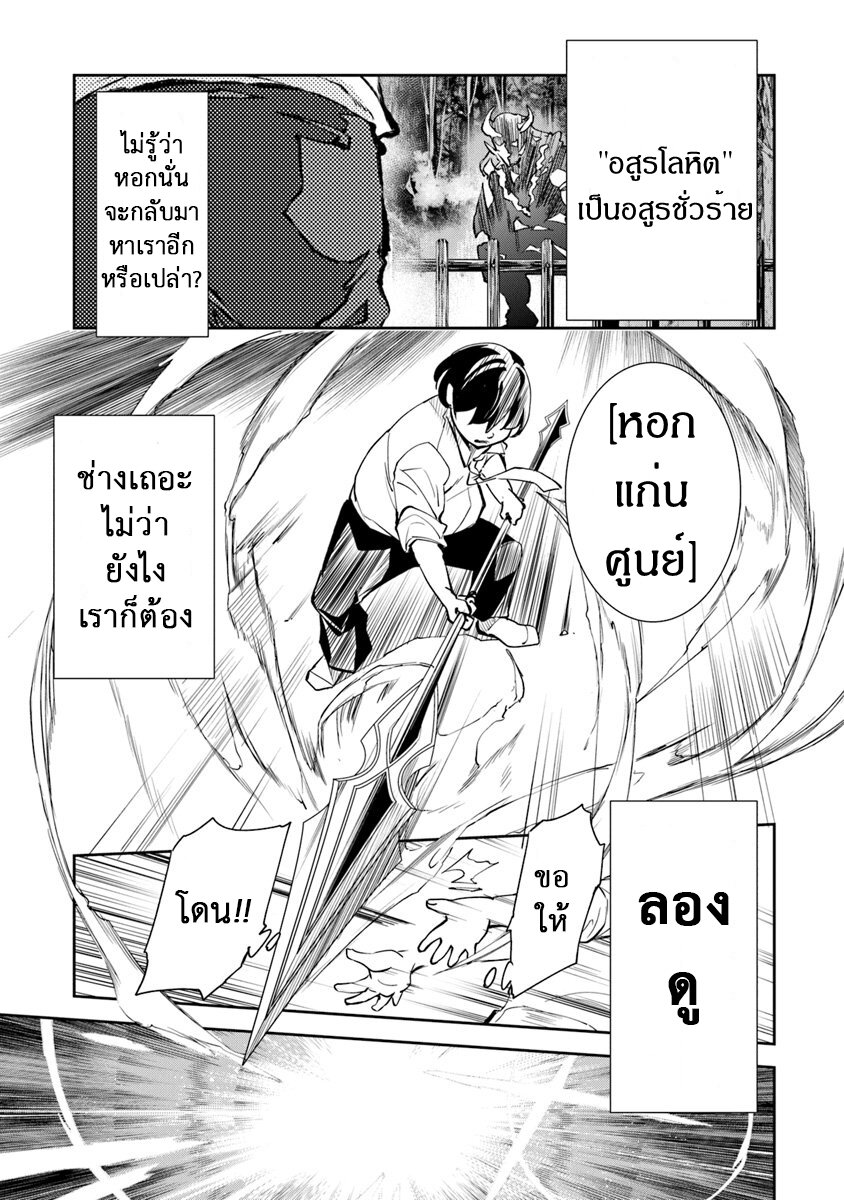 "อสูรโลหิต"
เป็นอสูรชั่วร้าย
ไม่รู้ว่า
หอกนั่น
จะกลับมา
หาเราอีก
หรือเปล่า?
[หอก
แก่น
ศูนย์]
ช่างเถอะ
ไม่ว่า
ยังไง
เราก็ต้อง
ลอง
ดู
ขอ
ให้
โดน!!